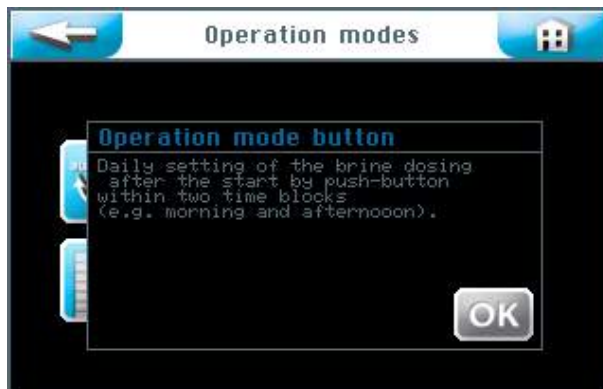 Operation modes
Operation mode button
Daily setting of the brine dosing
after the start by push-button
within two time blocks
(e.g. morning and afternooon).
OK